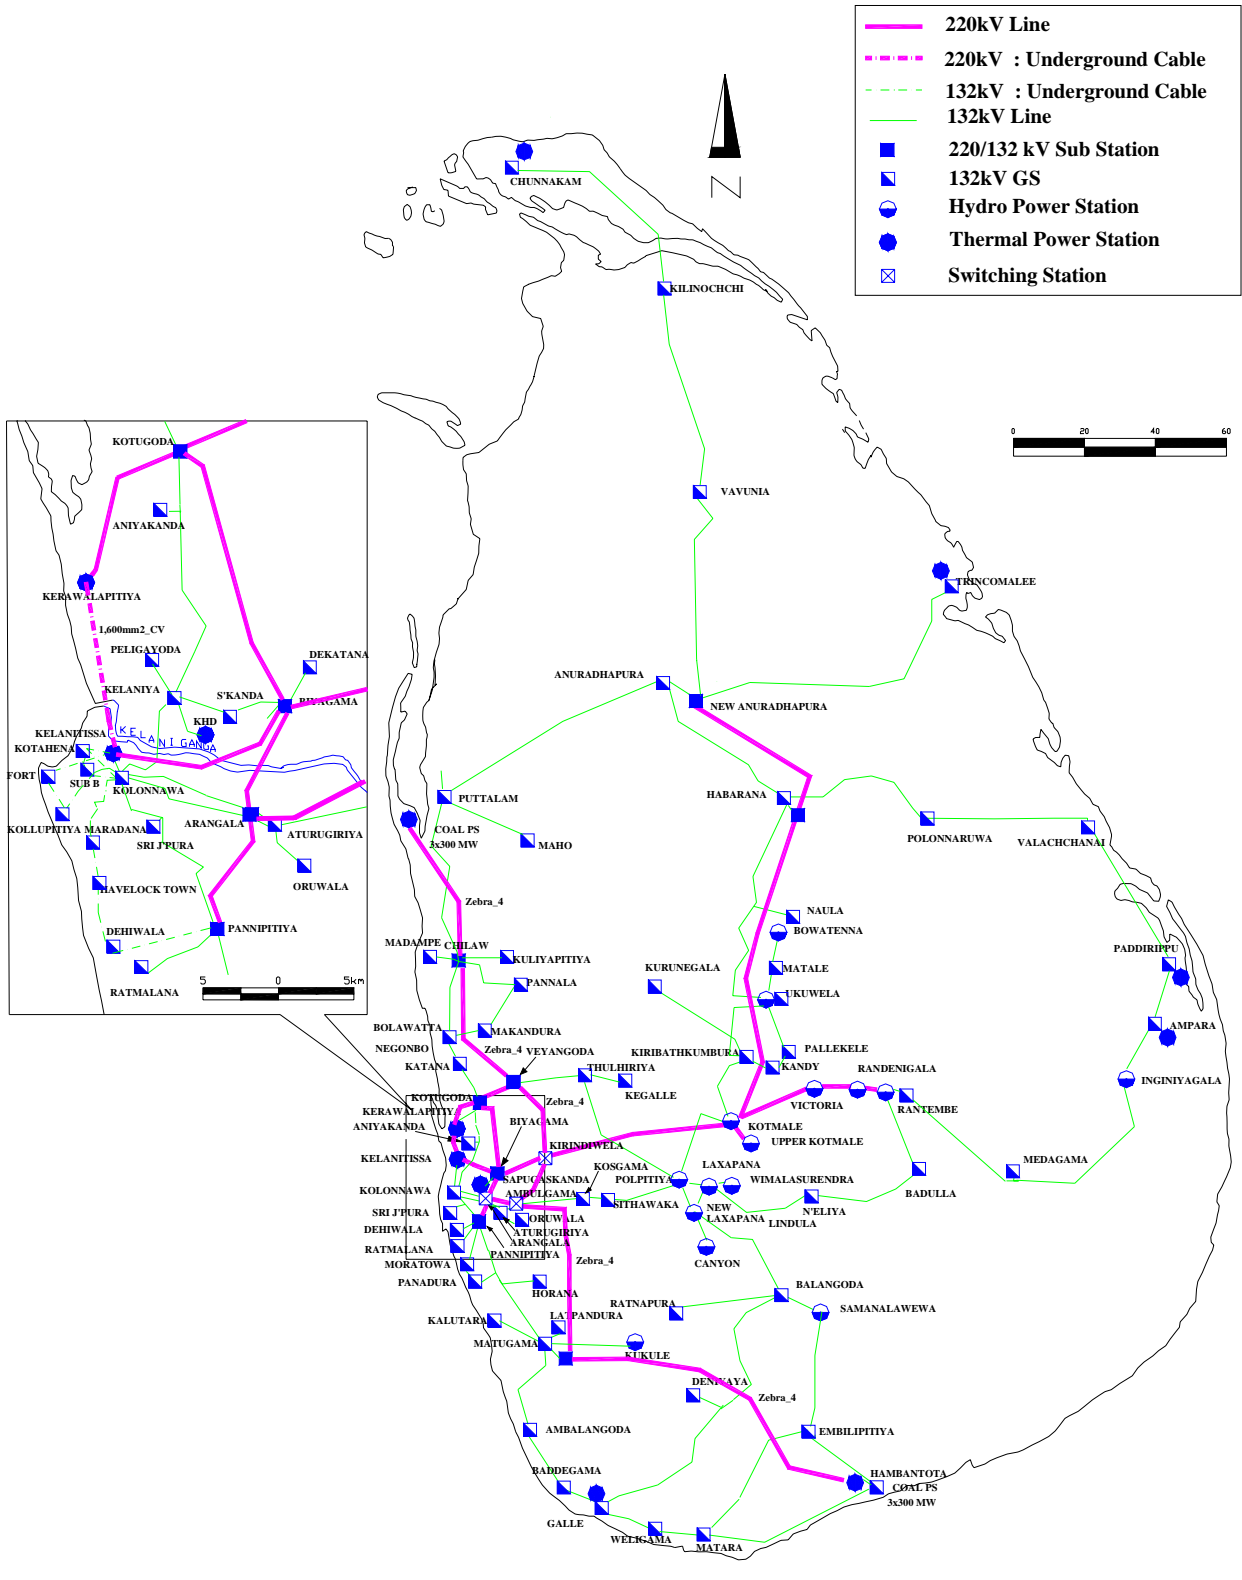 220kV Line
220kV : Underground Cable
132kV : Underground Cable
132kV Line
220/132 kV Sub Station
132kV GS
Hydro Power Station
Thermal Power Station
Switching Station
N
0 20 40 60
CHUNNAKAM
KILINOCHCHI
VAVUNIA
TRINCOMALEE
ANURADHAPURA
NEW ANURADHAPURA
PUTTALAM
COAL PS
3x300 MW
MAHO
HABARANA
POLONNARUWA
VALACHCHANAI
Zebra_4
NAULA
BOWATENNA
MADAMPE
CHILAW
KULIYAPITIYA
PANNALA
KURUNEGALA
MATALE
UKUWELA
PADDIRIPPU
AMPARA
INGINIYAGALA
BOLAWATTA
MAKANDURA
NEGONBO
KATANA
Zebra_4
VEYANGODA
KIRIBATHKUMBURA
PALLEKELE
KANDY
RANDENIGALA
THULHIRIYA
KEGALLE
VICTORIA
RANTEMBE
KOTUGODA
Zebra_4
KERAWALAPITIYA
ANIYAKANDA
BIYAGAMA
KOTMALE
UPPER KOTMALE
KIRINDIWELA
KELANITISSA
KOSGAMA
POLPITIYA
LAXAPANA
WIMALASURENDRA
MEDAGAMA
BADULLA
SAPUGASKANDA
KOLONNAWA
AMBULGAMA
SITHAWAKA
NEW
LAXAPANA
N'ELIYA
LINDULA
SRI J'PURA
ORUWALA
DEHIWALA
ATURUGIRIYA
ARANGALA
RATMALANA
PANNIPITIYA
MORATOWA
CANYON
Zebra_4
PANADURA
HORANA
BALANGODA
RATNAPURA
SAMANALAWEWA
KALUTARA
LATPANDURA
MATUGAMA
KUKULE
DENIYAYA
Zebra_4
AMBALANGODA
EMBILIPITIYA
BADDEGAMA
HAMBANTOTA
COAL PS
3x300 MW
GALLE
WELIGAMA
MATARA
KOTUGODA
ANIYAKANDA
KERAWALAPITIYA
1,600mm2_CV
PELIGAYODA
DEKATANA
KELANIYA
S'KANDA
BIYAGAMA
KHD
KELANI GANGA
KELANITISSA
KOTAHENA
FORT
SUB B
KOLONNAWA
KOLLUPITIYA
MARADANA
ARANGALA
ATURUGIRIYA
SRI J'PURA
ORUWALA
HAVELOCK TOWN
DEHIWALA
PANNIPITIYA
RATMALANA
5 0 5km